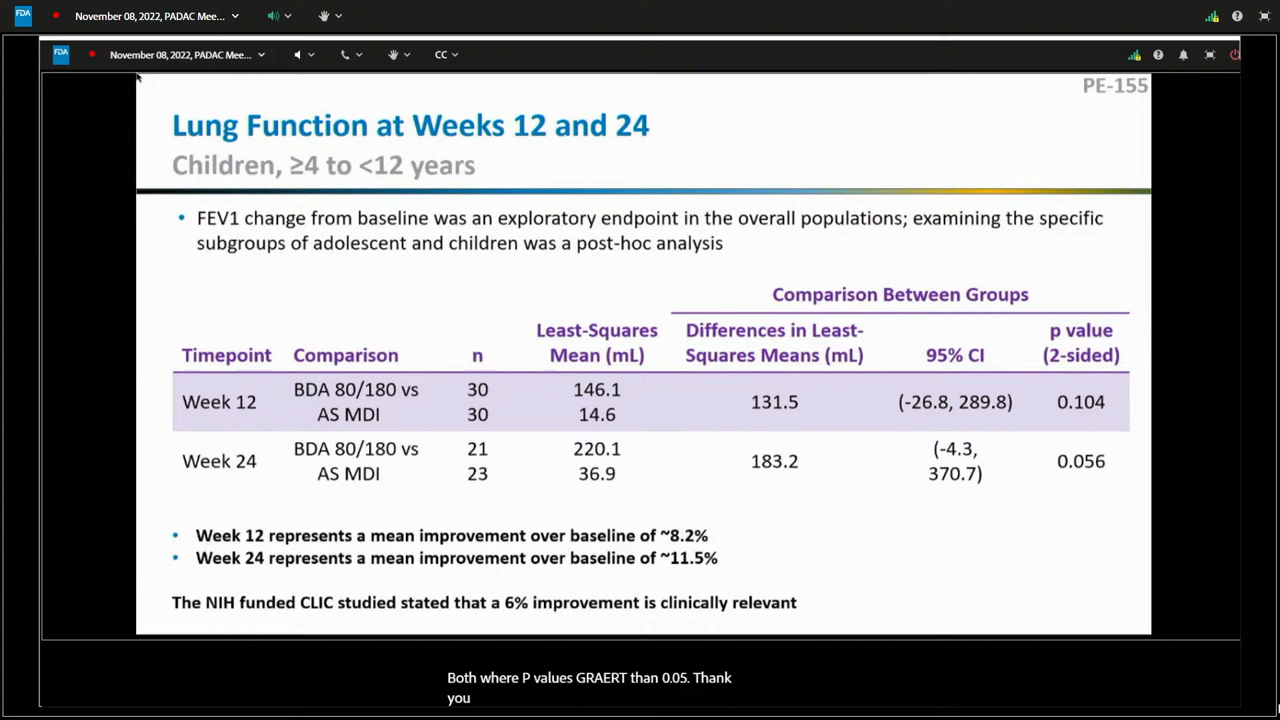 FDA
November 08, 2022, PADAC Mee...
FDA
November 08, 2022, PADAC Mee...
CC
PE-155
Lung Function at Weeks 12 and 24
Children, ≥4 to <12 years
• FEV1 change from baseline was an exploratory endpoint in the overall populations; examining the specific
subgroups of adolescent and children was a post-hoc analysis
Comparison Between Groups
Least-Squares Differences in Least- p value
Timepoint Comparison n Mean (mL) Squares Means (mL) 95% CI (2-sided)
BDA 80/180 vs 30 146.1
Week 12 131.5 (-26.8, 289.8) 0.104
AS MDI 30 14.6
BDA 80/180 vs 21 220.1 (-4.3,
Week 24 183.2 0.056
AS MDI 23 36.9 370.7)
• Week 12 represents a mean improvement over baseline of ~8.2%
• Week 24 represents a mean improvement over baseline of ~11.5%
The NIH funded CLIC studied stated that a 6% improvement is clinically relevant
Both where P values GRAERT than 0.05. Thank
you